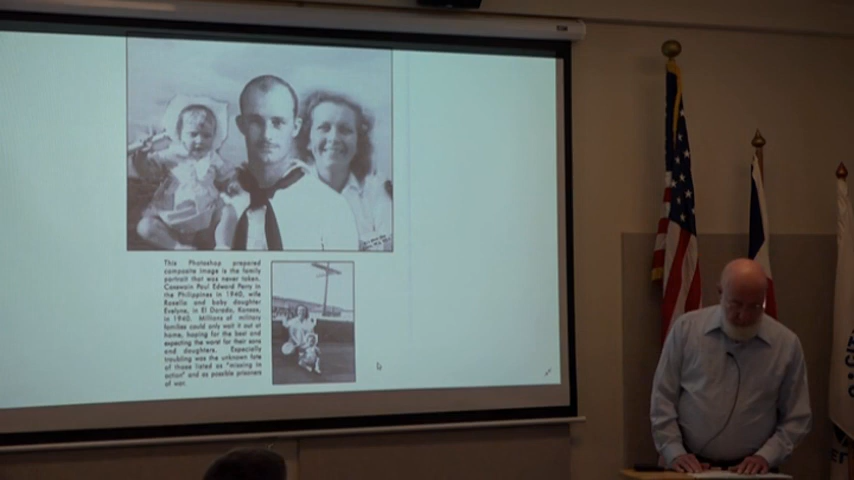 This Photoshop prepared
composite image is the family
portrait that was never taken.
Coxswain Paul Edward Perry in
the Philippines in 1940, wife
Rosella and baby daughter
Evelyne, in El Dorado, Kansas,
in 1940. Millions of military
families could only wait it out at
home, hoping for the best and
expecting the worst for their sons
and daughters. Especially
troubling was the unknown fate
of those listed as "missing in
action" and as possible prisoners
of war.